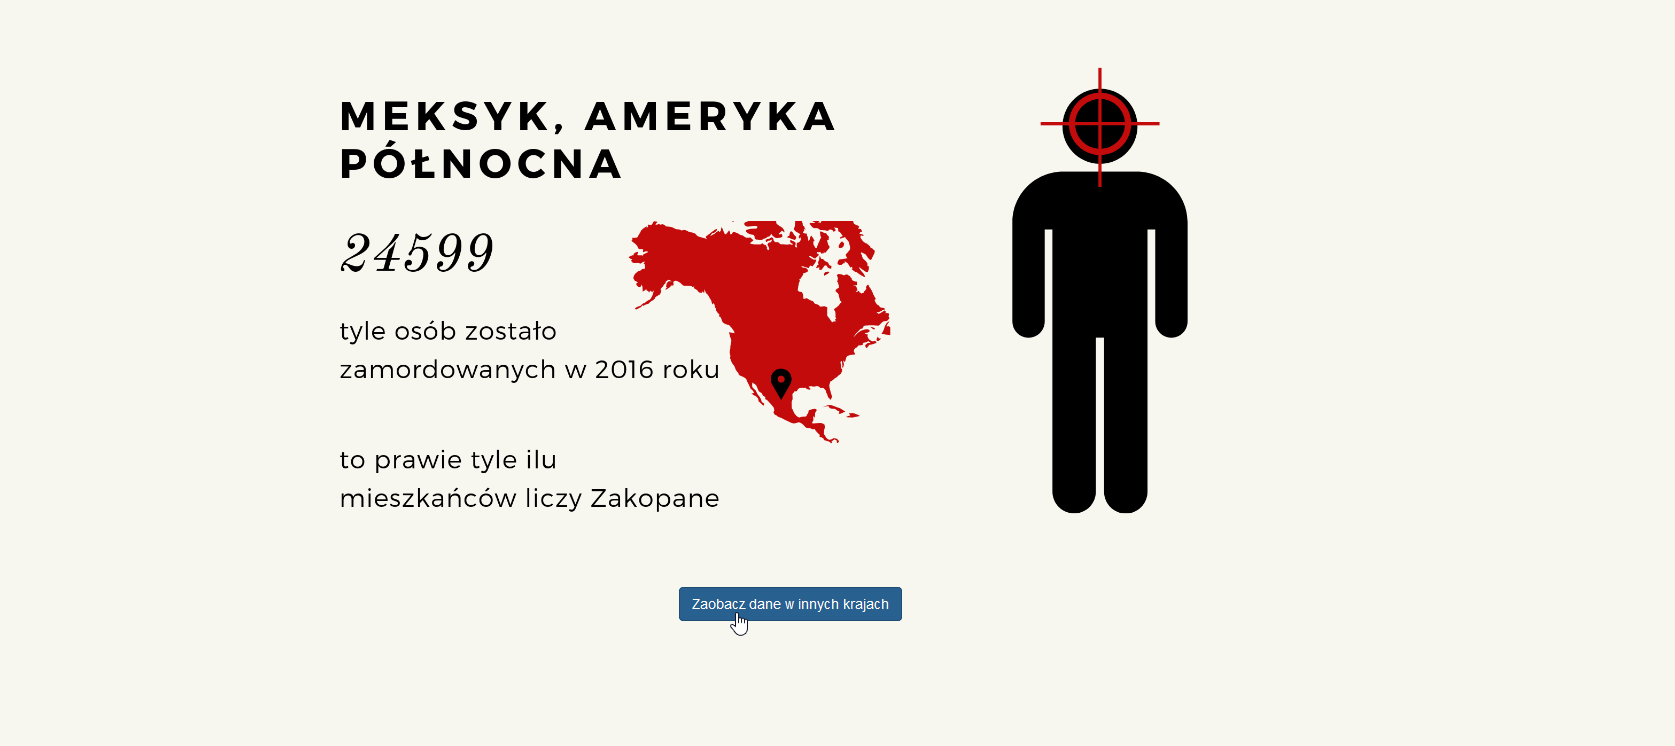 MEKSYK, AMERYKA
PÓŁNOCNA
24599
tyle osób zostało
zamordowanych w 2016 roku
to prawie tyle ilu
mieszkańców liczy Zakopane
Zaobacz dane w innych krajach